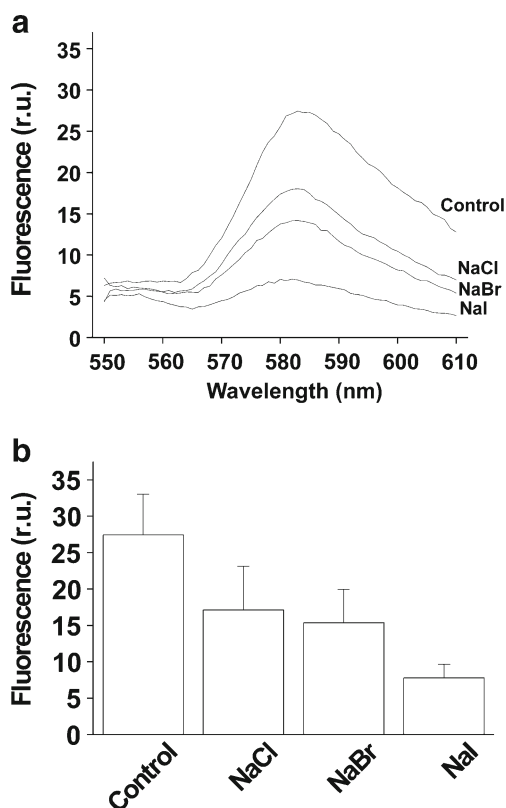 a
Fluorescence (r.u.)
35
30
25
20
15
10
5
0
Control
NaCl
NaBr
NaI
550 560 570 580 590 600 610
Wavelength (nm)
b
Fluorescence (r.u.)
35
30
25
20
15
10
5
0
Control NaCl NaBr NaI